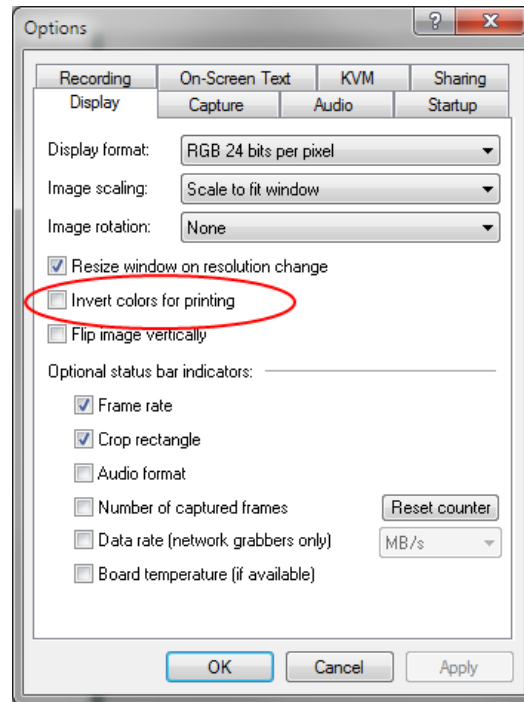 Options
?
Recording On-Screen Text KVM Sharing
Display Capture Audio Startup
Display format: RGB 24 bits per pixel
Image scaling: Scale to fit window
Image rotation: None
Resize window on resolution change
Invert colors for printing
Flip image vertically
Optional status bar indicators:
Frame rate
Crop rectangle
Audio format
Number of captured frames Reset counter
Data rate (network grabbers only) MB/s
Board temperature (if available)
OK Cancel Apply